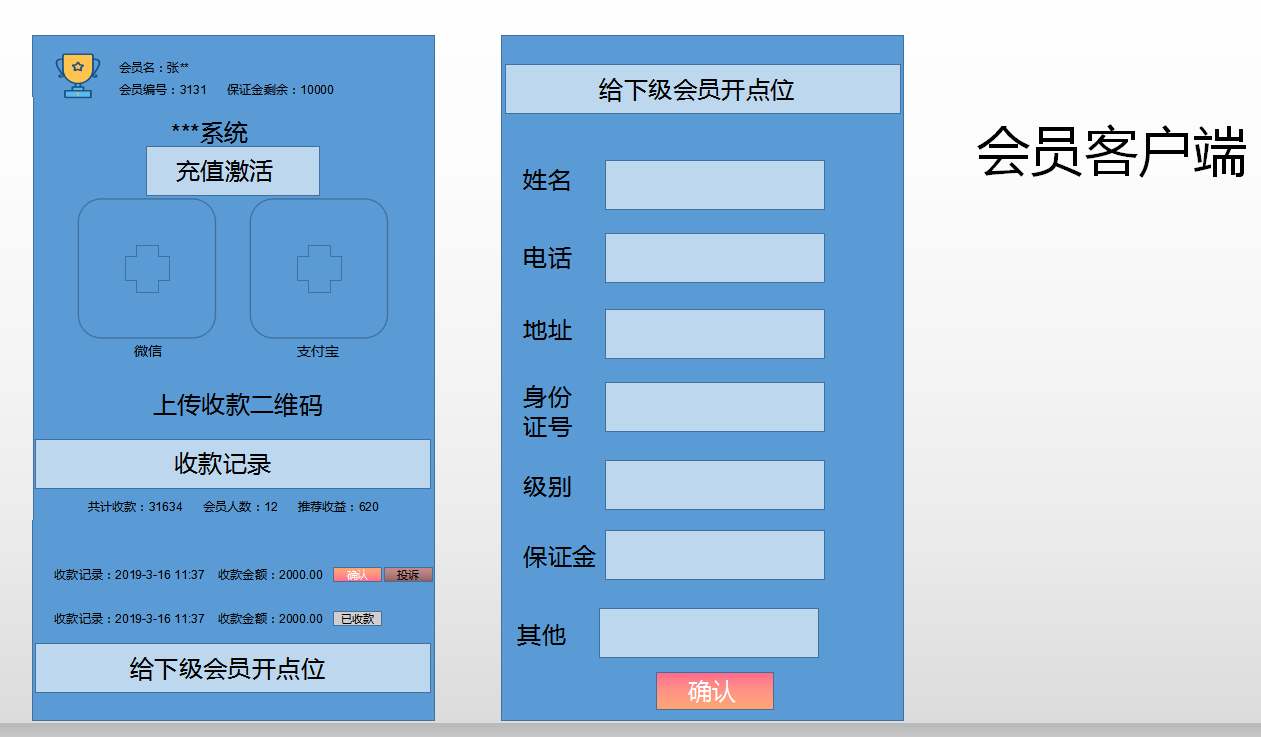 会员名：张**
会员编号：3131 保证金剩余：10000
***系统
充值激活
微信 支付宝
上传收款二维码
收款记录
共计收款：31634 会员人数：12 推荐收益：620
收款记录：2019-3-16 11:37 收款金额：2000.00 确认 投诉
收款记录：2019-3-16 11:37 收款金额：2000.00 已收款
给下级会员开点位
给下级会员开点位
姓名
电话
地址
身份
证号
级别
保证金
其他
确认
会员客户端